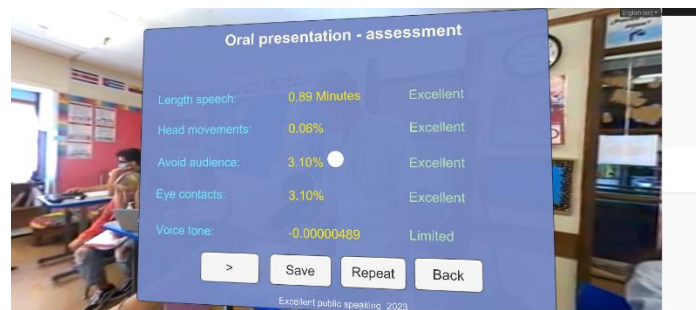 Oral presentation - assessment
Length speech: 0.89 Minutes Excellent
Head movements: 0.06% Excellent
Avoid audience: 3.10% Excellent
Eye contacts: 3.10% Excellent
Voice tone: -0.00000489 Limited
> Save Repeat Back
Excellent public speaking 2023